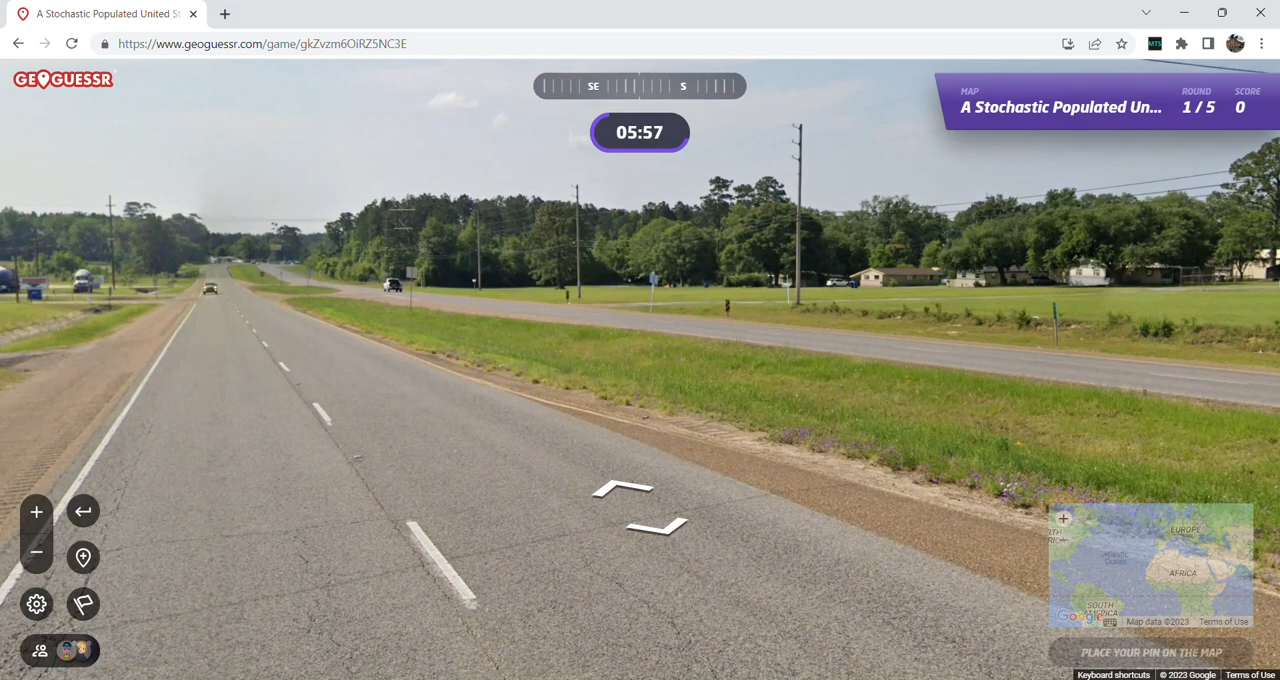 A Stochastic Populated United St
https://www.geoguessr.com/game/gkZvzm6OiRZ5NC3E
MTS
GEOGUESSR
SE S
05:57
MAP ROUND SCORE
A Stochastic Populated Un... 1 / 5 0
EUROPE
Atlantic
Ocean
AFRICA
SOUTH
AMERICA
Google
Map data ©2023 Terms of Use
PLACE YOUR PIN ON THE MAP
Keyboard shortcuts © 2023 Google Terms of Use